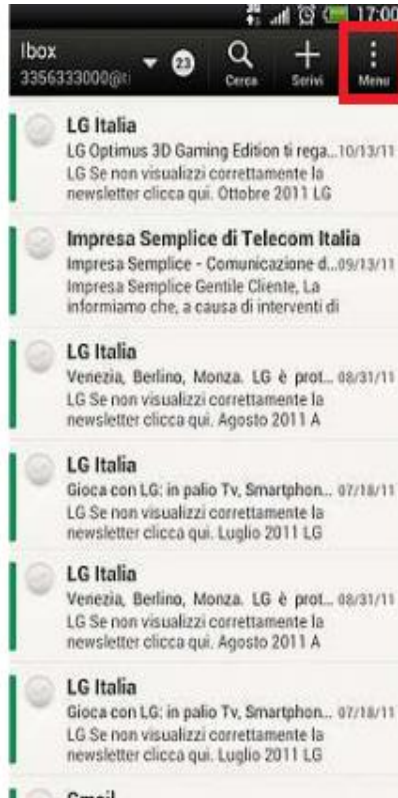 17:00
Ibox
3356333000@ti
23
Cerca
Scrivi
Menu
LG Italia
LG Optimus 3D Gaming Edition ti rega...10/13/11
LG Se non visualizzi correttamente la
newsletter clicca qui. Ottobre 2011 LG
Impresa Semplice di Telecom Italia
Impresa Semplice - Comunicazione d...09/13/11
Impresa Semplice Gentile Cliente, La
informiamo che, a causa di interventi di
LG Italia
Venezia, Berlino, Monza. LG è prot... 08/31/11
LG Se non visualizzi correttamente la
newsletter clicca qui. Agosto 2011 A
LG Italia
Gioca con LG: in palio Tv, Smartphon... 07/18/11
LG Se non visualizzi correttamente la
newsletter clicca qui. Luglio 2011 LG
LG Italia
Venezia, Berlino, Monza. LG è prot... 08/31/11
LG Se non visualizzi correttamente la
newsletter clicca qui. Agosto 2011 A
LG Italia
Gioca con LG: in palio Tv, Smartphon... 07/18/11
LG Se non visualizzi correttamente la
newsletter clicca qui. Luglio 2011 LG
Gmail